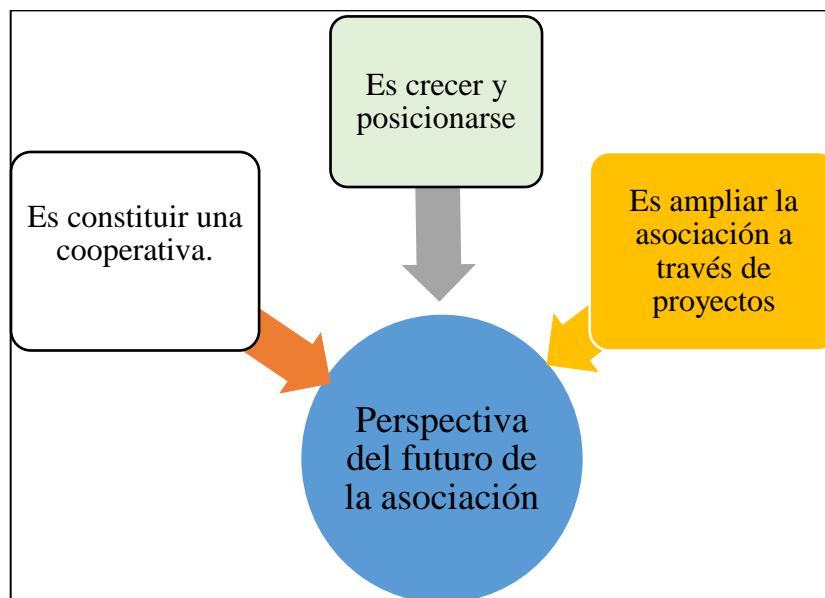 Es crecer y
posicionarse
Es constituir una
cooperativa.
Es ampliar la
asociación a
través de
proyectos
Perspectiva
del futuro de
la asociación